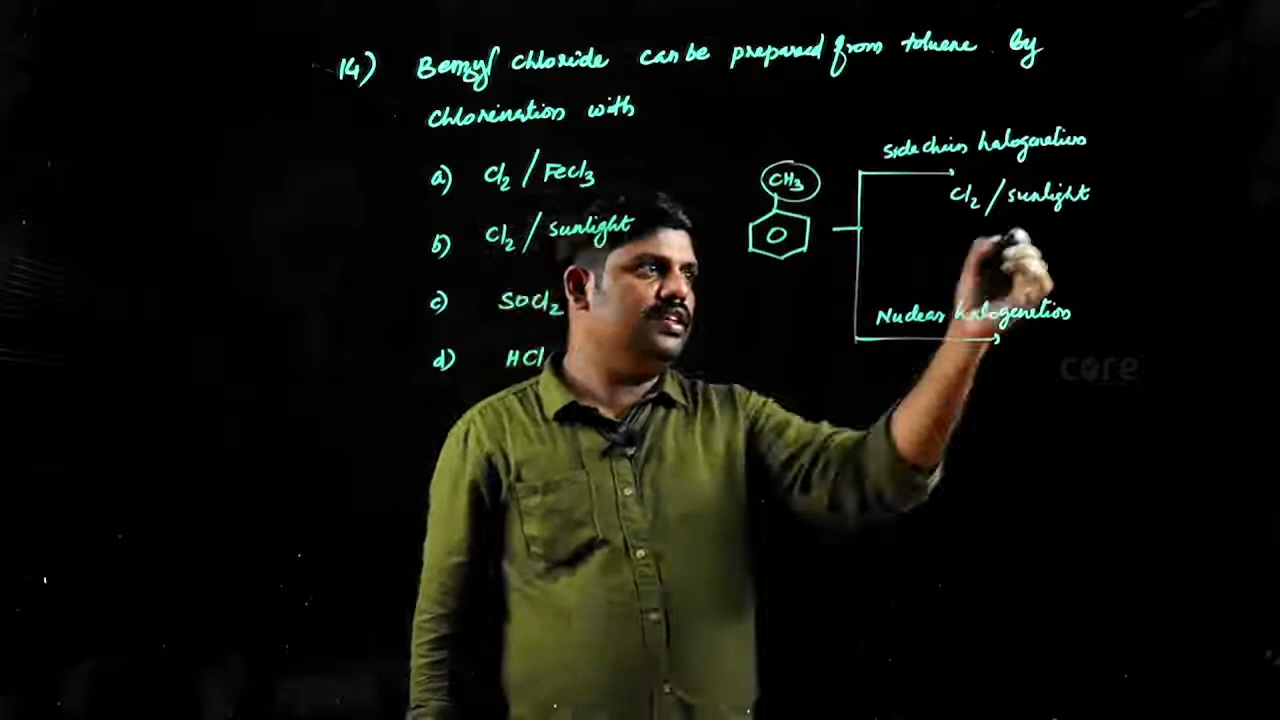 14) Benzyl chloride can be prepared from toluene by
chlorination with
a) Cl2 / FeCl3
b) Cl2 / sunlight
c) SOCl2
d) HCl
CH3
Side chain halogenation
Cl2 / sunlight
Nuclear halogenation
core